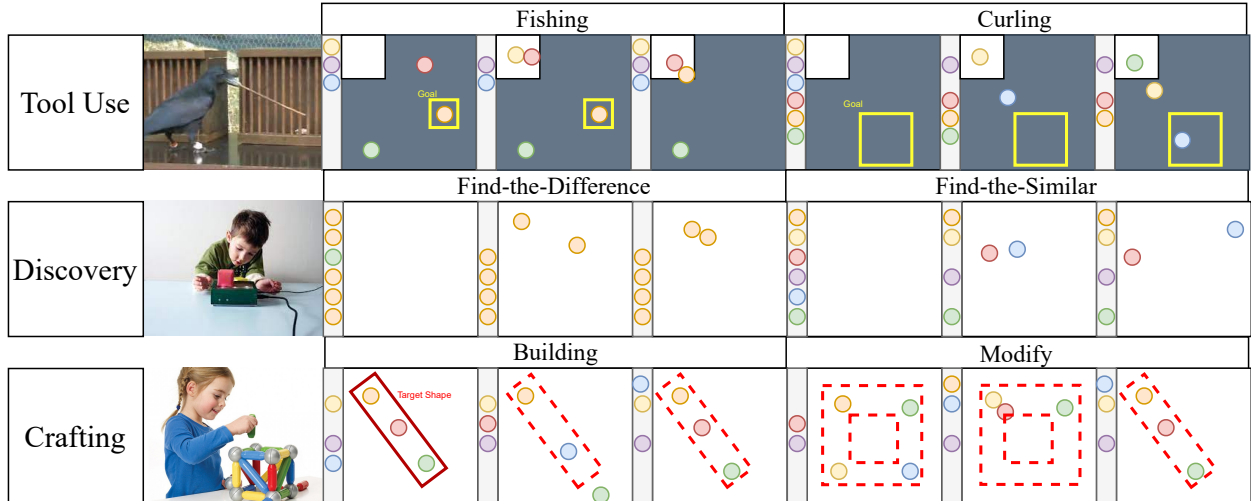 Fishing
Curling
Tool Use
Goal
Goal
Find-the-Difference
Find-the-Similar
Discovery
Building
Modify
Crafting
Target Shape